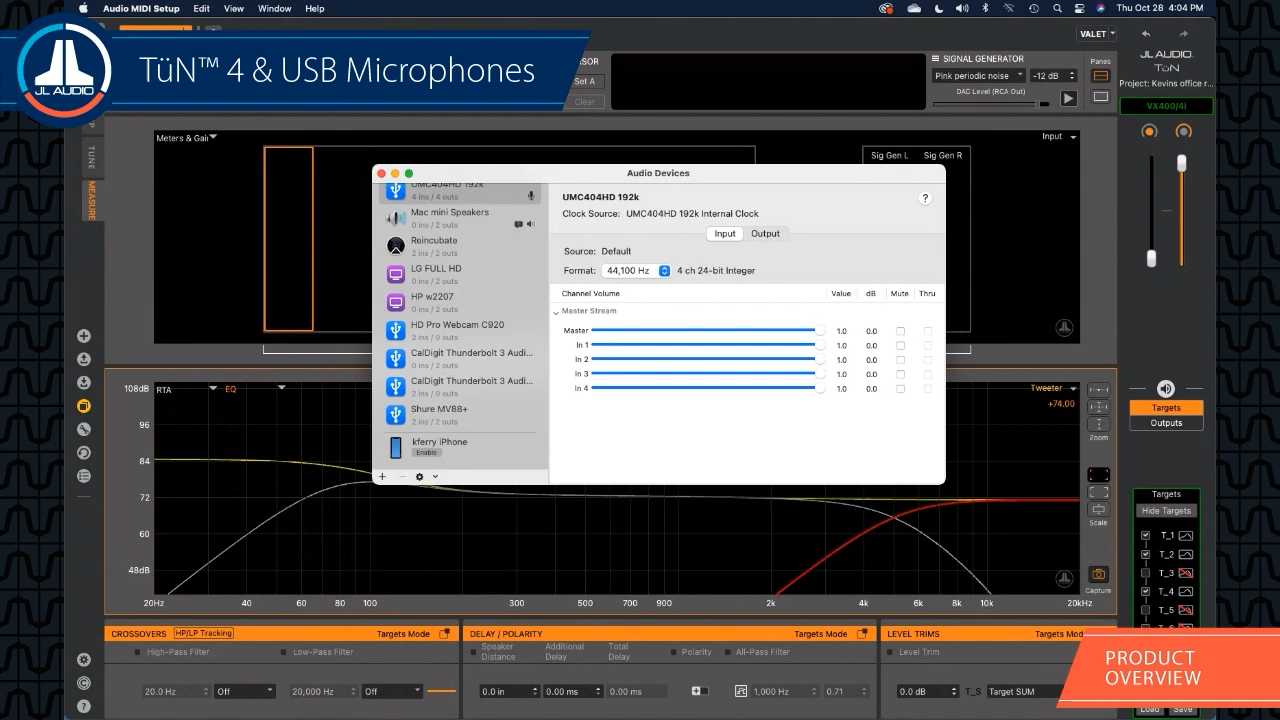 Audio MIDI Setup Edit View Window Help
Thu Oct 28 4:04 PM
JL AUDIO
TüN™ 4 & USB Microphones
Set A
Clear
SIGNAL GENERATOR
Pink periodic noise -12 dB
DAC Level (RCA Out)
VALET
Panes
JL AUDIO
TüN
Project: Kevins office r...
VX400/4i
TUNE
MEASURE
Meters & Gain
Input
Sig Gen L Sig Gen R
Audio Devices
UMC404HD 192k
4 ins / 4 outs
Mac mini Speakers
0 ins / 2 outs
Reincubate
2 ins / 2 outs
LG FULL HD
0 ins / 2 outs
HP w2207
0 ins / 2 outs
HD Pro Webcam C920
2 ins / 0 outs
CalDigit Thunderbolt 3 Audi...
0 ins / 2 outs
CalDigit Thunderbolt 3 Audi...
2 ins / 0 outs
Shure MV88+
2 ins / 2 outs
kferry iPhone
Enable
UMC404HD 192k
?
Clock Source: UMC404HD 192k Internal Clock
Input Output
Source: Default
Format: 44,100 Hz 4 ch 24-bit Integer
Channel Volume Value dB Mute Thru
Master Stream
Master 1.0 0.0
In 1 1.0 0.0
In 2 1.0 0.0
In 3 1.0 0.0
In 4 1.0 0.0
RTA
EQ
Tweeter
+74.00
108dB
96
84
72
60
48dB
20Hz 40 60 80 100 300 500 700 900 2k 4k 6k 8k 10k 20kHz
Zoom
Scale
Capture
Targets
Outputs
Targets
Hide Targets
T_1
T_2
T_3
T_4
T_5
CROSSOVERS HP/LP Tracking Targets Mode
High-Pass Filter Low-Pass Filter
20.0 Hz Off 20,000 Hz Off
DELAY / POLARITY Targets Mode
Speaker Distance
Additional Delay
Total Delay
Polarity
All-Pass Filter
0.0 in 0.00 ms 0.00 ms 1,000 Hz 0.71
LEVEL TRIMS Targets Mod
Level Trim
0.0 dB T_S Target SUM
PRODUCT
OVERVIEW
Load Save
?